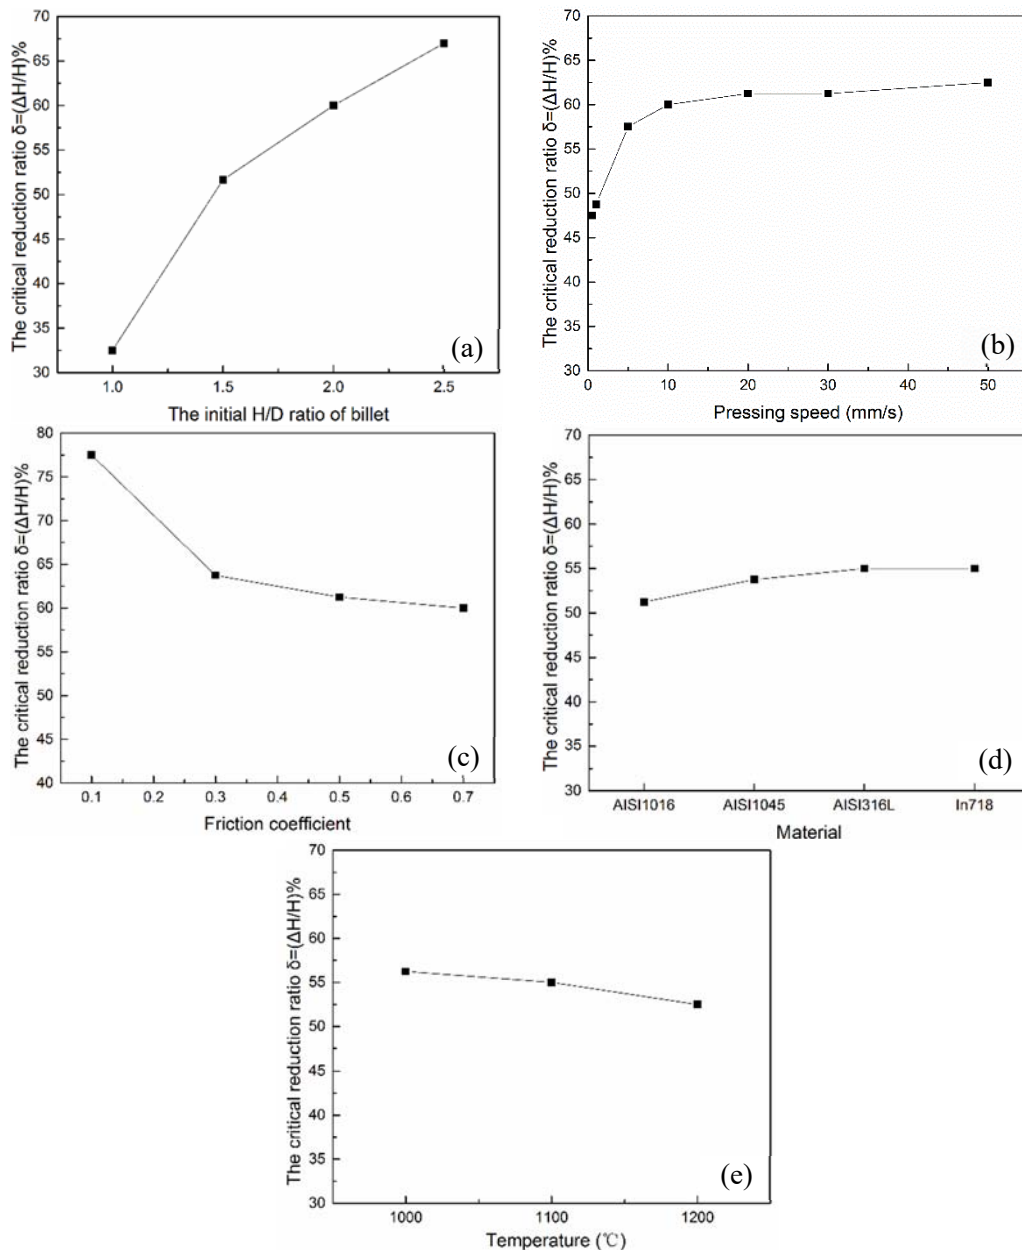 The critical reduction ratio δ=(ΔH/H)%
70
65
60
55
50
45
40
35
30
1.0 1.5 2.0 2.5
The initial H/D ratio of billet
(a)
The critical reduction ratio δ=(ΔH/H)%
70
65
60
55
50
45
40
35
30
0 10 20 30 40 50
Pressing speed (mm/s)
(b)
The critical reduction ratio δ=(ΔH/H)%
80
75
70
65
60
55
50
45
40
0.1 0.2 0.3 0.4 0.5 0.6 0.7
Friction coefficient
(c)
The critical reduction ratio δ=(ΔH/H)%
70
65
60
55
50
45
40
35
30
AISI1016 AISI1045 AISI316L In718
Material
(d)
The critical reduction ratio δ=(ΔH/H)%
70
65
60
55
50
45
40
35
30
1000 1100 1200
Temperature (℃)
(e)